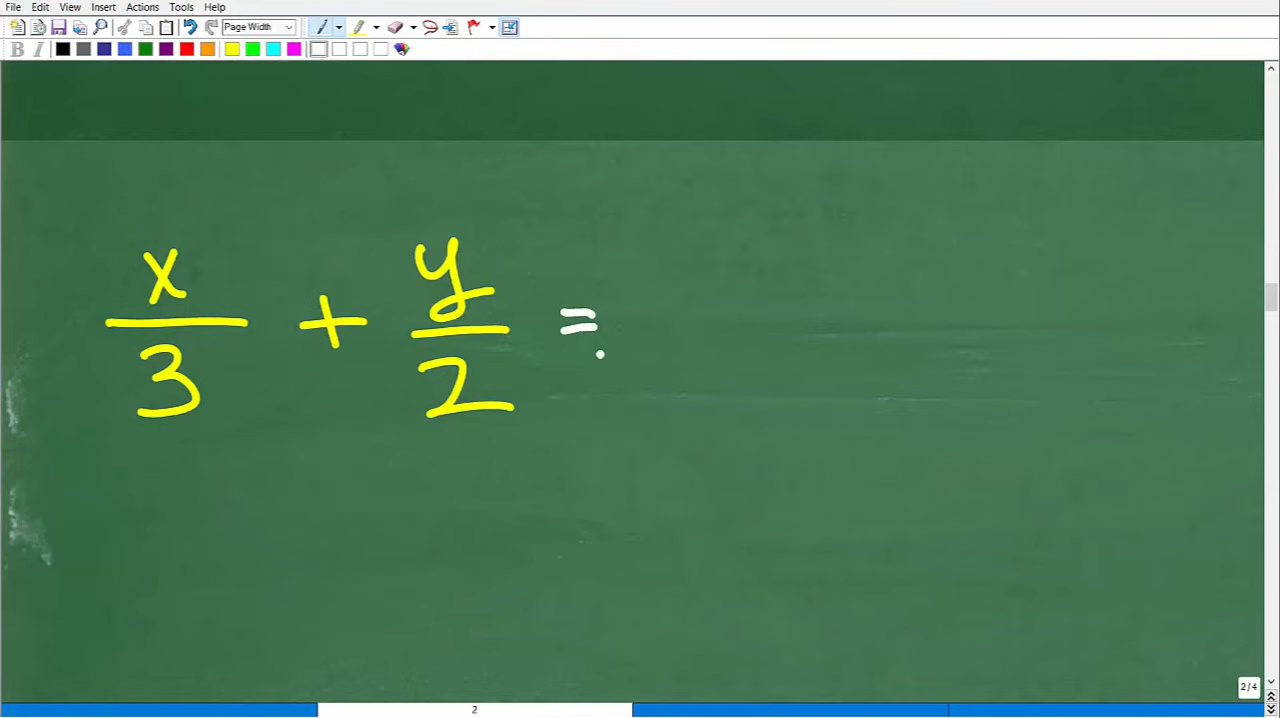 File Edit View Insert Actions Tools Help
Page Width
B I
x/3 + y/2 =
2/4
2